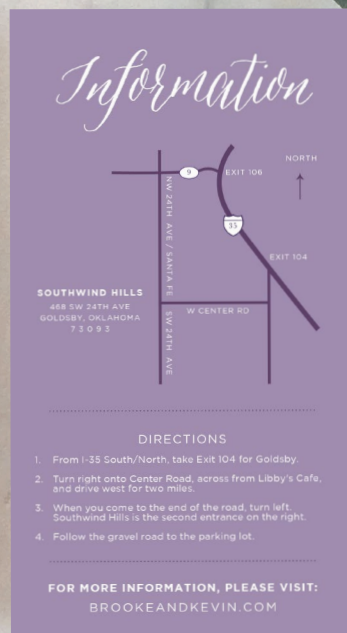 Information
NORTH
9
EXIT 106
35
NW 24TH AVE / SANTA FE
EXIT 104
SOUTHWIND HILLS
468 SW 24TH AVE
GOLDSBY, OKLAHOMA
73093
W CENTER RD
SW 24TH AVE
DIRECTIONS
1. From I-35 South/North, take Exit 104 for Goldsby.
2. Turn right onto Center Road, across from Libby's Cafe,
and drive west for two miles.
3. When you come to the end of the road, turn left.
Southwind Hills is the second entrance on the right.
4. Follow the gravel road to the parking lot.
FOR MORE INFORMATION, PLEASE VISIT:
BROOKEANDKEVIN.COM